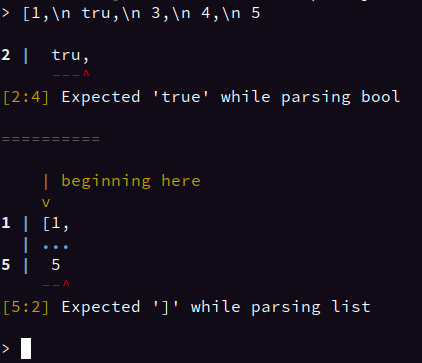 > [1,\n tru,\n 3,\n 4,\n 5
2 |  tru,
     ---^
[2:4] Expected 'true' while parsing bool
==========
    | beginning here
    v
1 | [1,
  | ...
5 |  5
    --^
[5:2] Expected ']' while parsing list
>